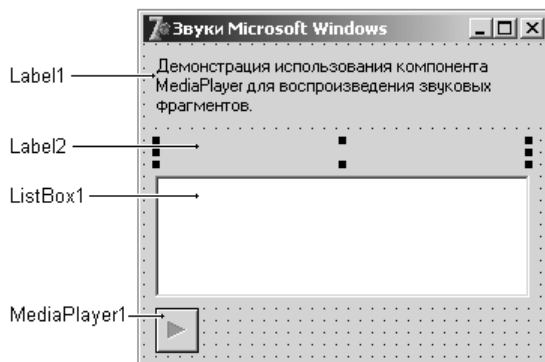 Звуки Microsoft Windows
Label1
Демонстрация использования компонента
MediaPlayer для воспроизведения звуковых
фрагментов.
Label2
ListBox1
MediaPlayer1